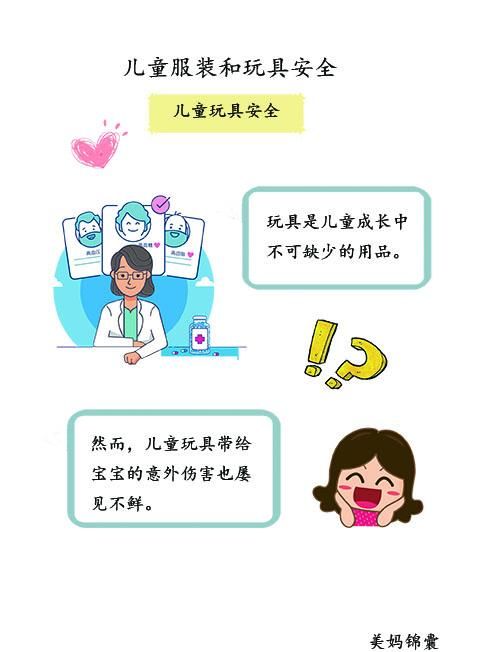 儿童服装和玩具安全
儿童玩具安全
玩具是儿童成长中
不可缺少的用品。
!?
然而，儿童玩具带给
宝宝的意外伤害也屡
见不鲜。
美妈锦囊